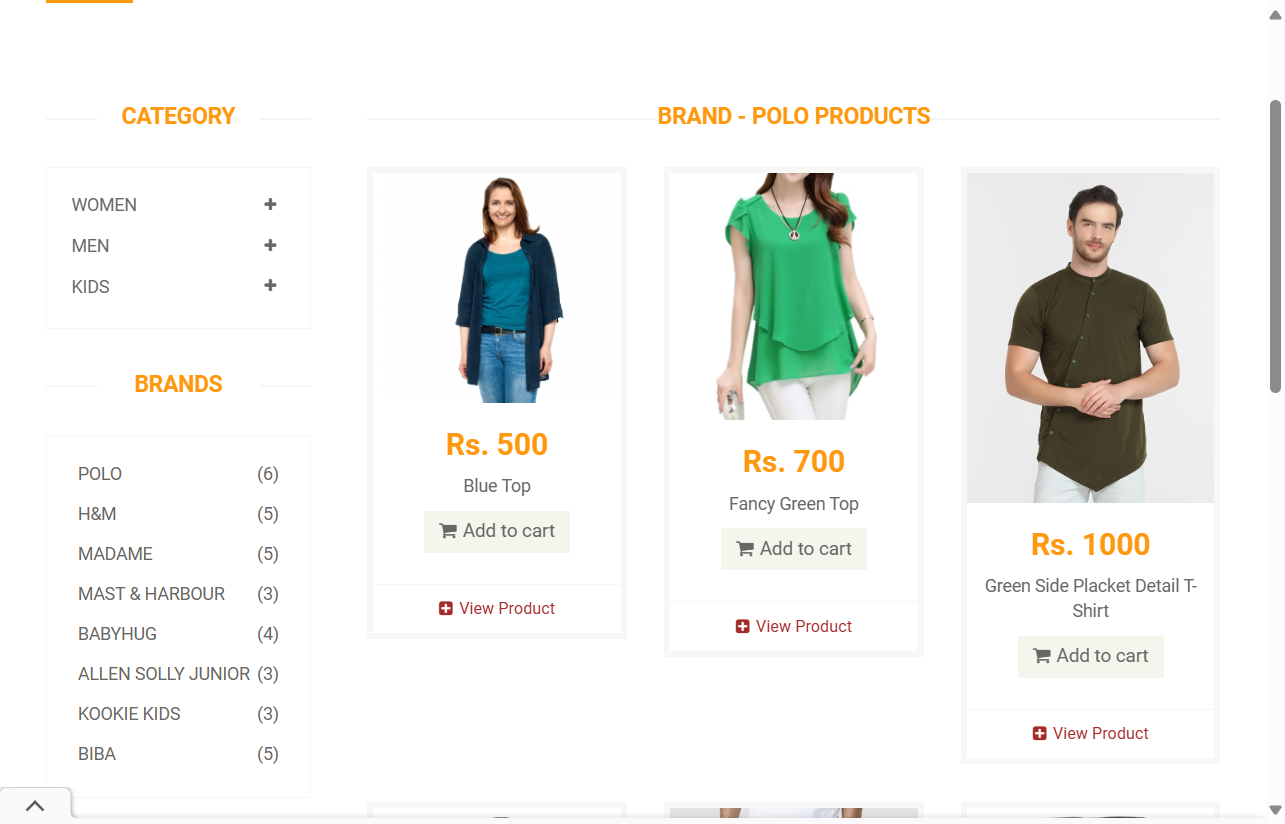 CATEGORY
WOMEN
MEN
KIDS
BRANDS
POLO (6)
H&M (5)
MADAME (5)
MAST & HARBOUR (3)
BABYHUG (4)
ALLEN SOLLY JUNIOR (3)
KOOKIE KIDS (3)
BIBA (5)
BRAND - POLO PRODUCTS
Rs. 500
Blue Top
Add to cart
View Product
Rs. 700
Fancy Green Top
Add to cart
View Product
Rs. 1000
Green Side Placket Detail T-
Shirt
Add to cart
View Product